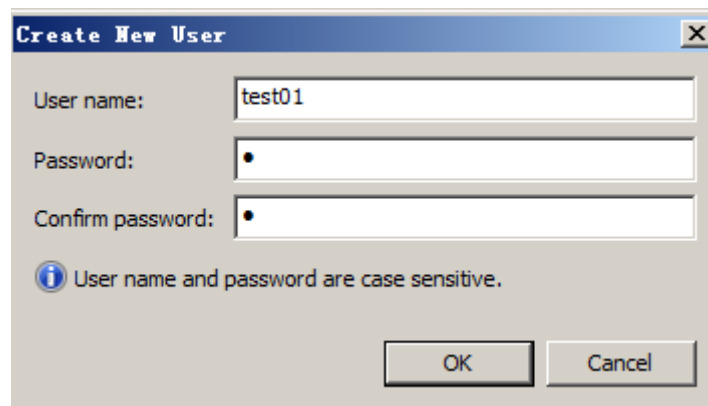 Create New User
User name:
test01
Password:
•
Confirm password:
•
User name and password are case sensitive.
OK
Cancel